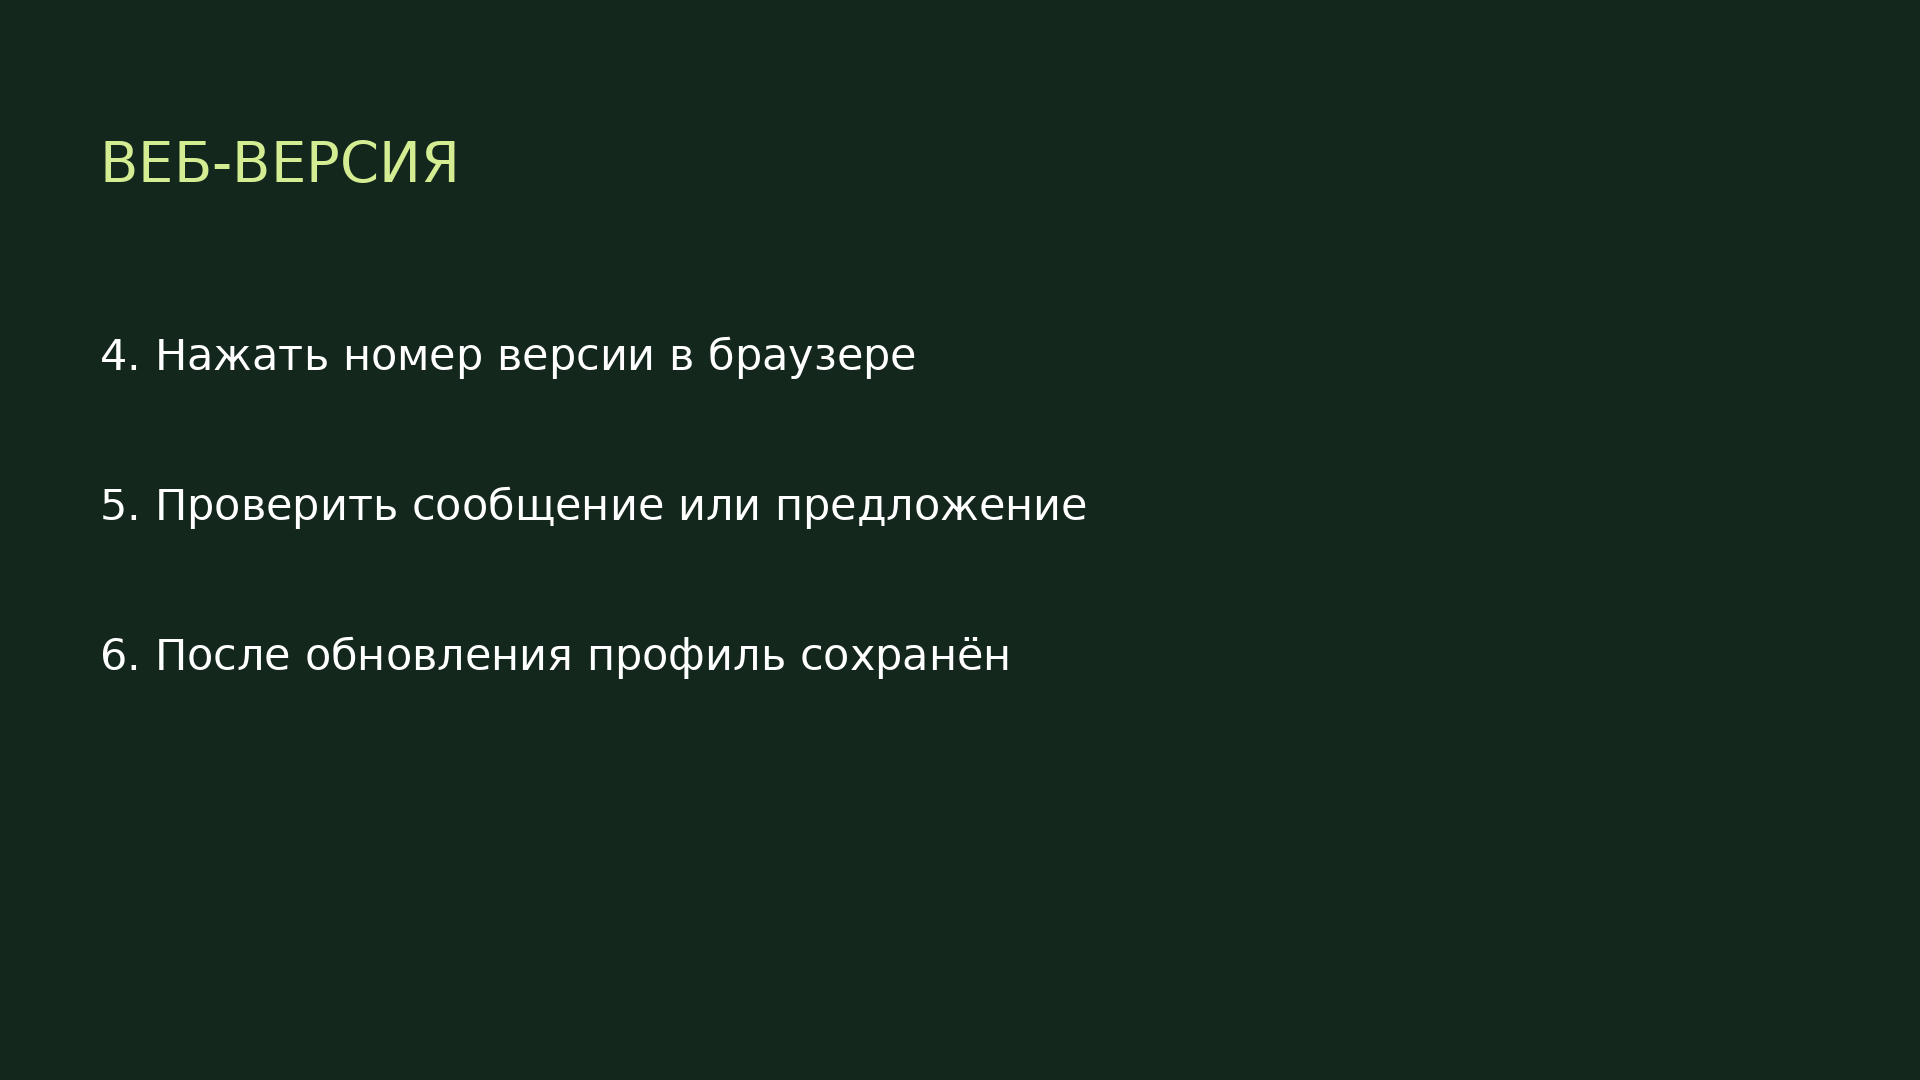 ВЕБ-ВЕРСИЯ
4. Нажать номер версии в браузере
5. Проверить сообщение или предложение
6. После обновления профиль сохранён